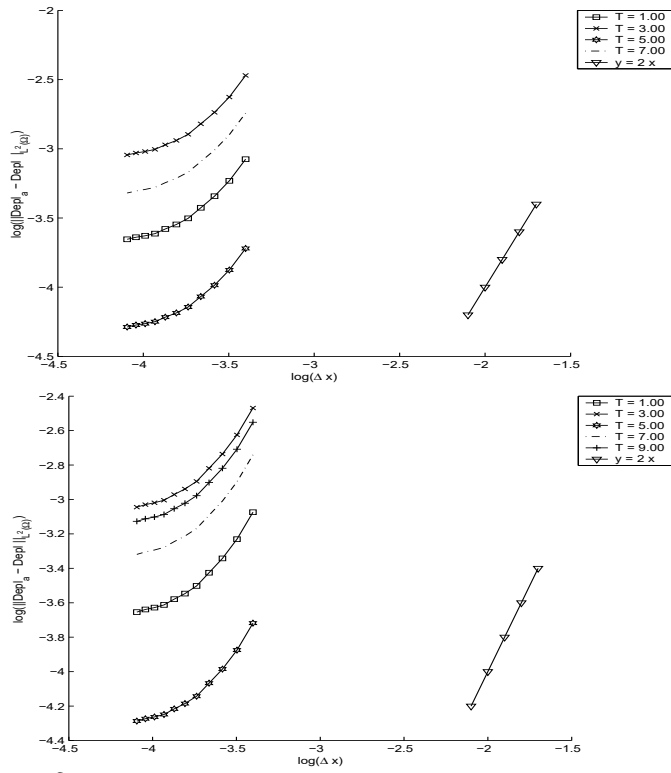 −2
−2.5
−3
−3.5
−4
−4.5
log(||Depl_a − Depl ||_L²(Ω))
−4.5 −4 −3.5 −3 −2.5 −2 −1.5
log(Δ x)
T = 1.00
T = 3.00
T = 5.00
T = 7.00
y = 2 x
−2.4
−2.6
−2.8
−3
−3.2
−3.4
−3.6
−3.8
−4
−4.2
−4.4
log(||Depl_a − Depl ||_L²(Ω))
−4.5 −4 −3.5 −3 −2.5 −2 −1.5
log(Δ x)
T = 1.00
T = 3.00
T = 5.00
T = 7.00
T = 9.00
y = 2 x